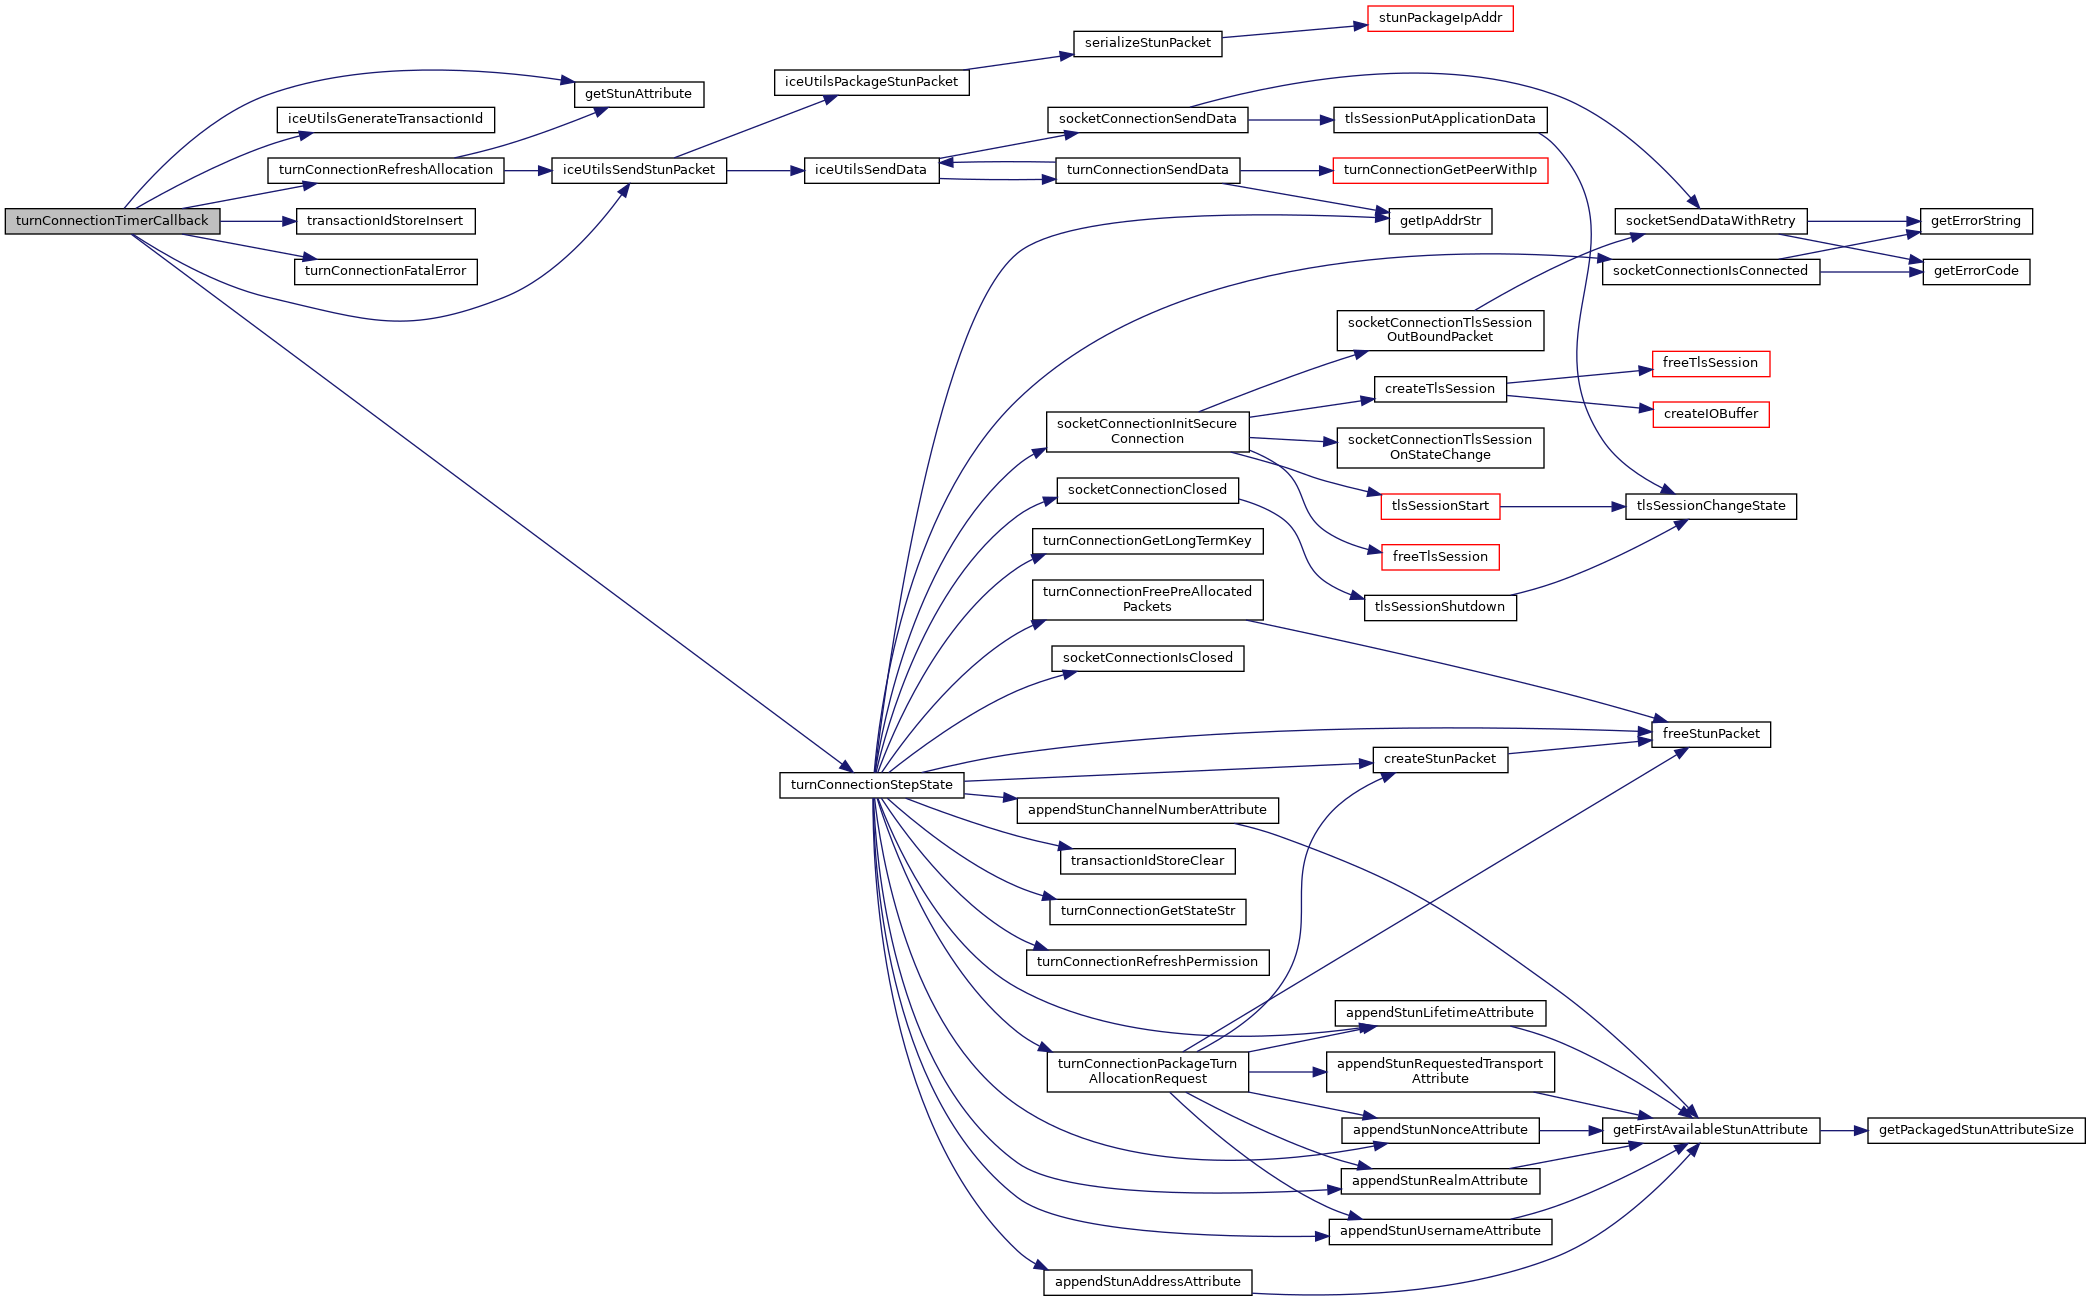 stunPackageIpAddr
serializeStunPacket
iceUtilsPackageStunPacket
getStunAttribute
iceUtilsGenerateTransactionId
socketConnectionSendData
tlsSessionPutApplicationData
turnConnectionRefreshAllocation
iceUtilsSendStunPacket
iceUtilsSendData
turnConnectionSendData
turnConnectionGetPeerWithIp
turnConnectionTimerCallback
transactionIdStoreInsert
getIpAddrStr
socketSendDataWithRetry
getErrorString
turnConnectionFatalError
socketConnectionIsConnected
getErrorCode
socketConnectionTlsSession
OutBoundPacket
freeTlsSession
createTlsSession
createIOBuffer
socketConnectionInitSecure
Connection
socketConnectionTlsSession
OnStateChange
socketConnectionClosed
tlsSessionStart
tlsSessionChangeState
turnConnectionGetLongTermKey
freeTlsSession
turnConnectionFreePreAllocated
Packets
tlsSessionShutdown
socketConnectionIsClosed
freeStunPacket
createStunPacket
turnConnectionStepState
appendStunChannelNumberAttribute
transactionIdStoreClear
turnConnectionGetStateStr
turnConnectionRefreshPermission
appendStunLifetimeAttribute
turnConnectionPackageTurn
AllocationRequest
appendStunRequestedTransport
Attribute
appendStunNonceAttribute
getFirstAvailableStunAttribute
getPackagedStunAttributeSize
appendStunRealmAttribute
appendStunUsernameAttribute
appendStunAddressAttribute